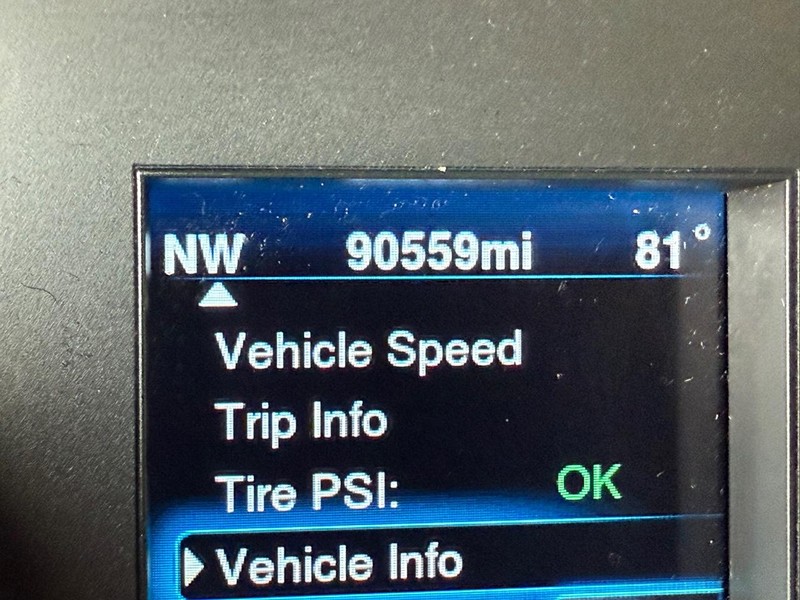 NW 90559mi 81°
Vehicle Speed
Trip Info
Tire PSI: OK
Vehicle Info